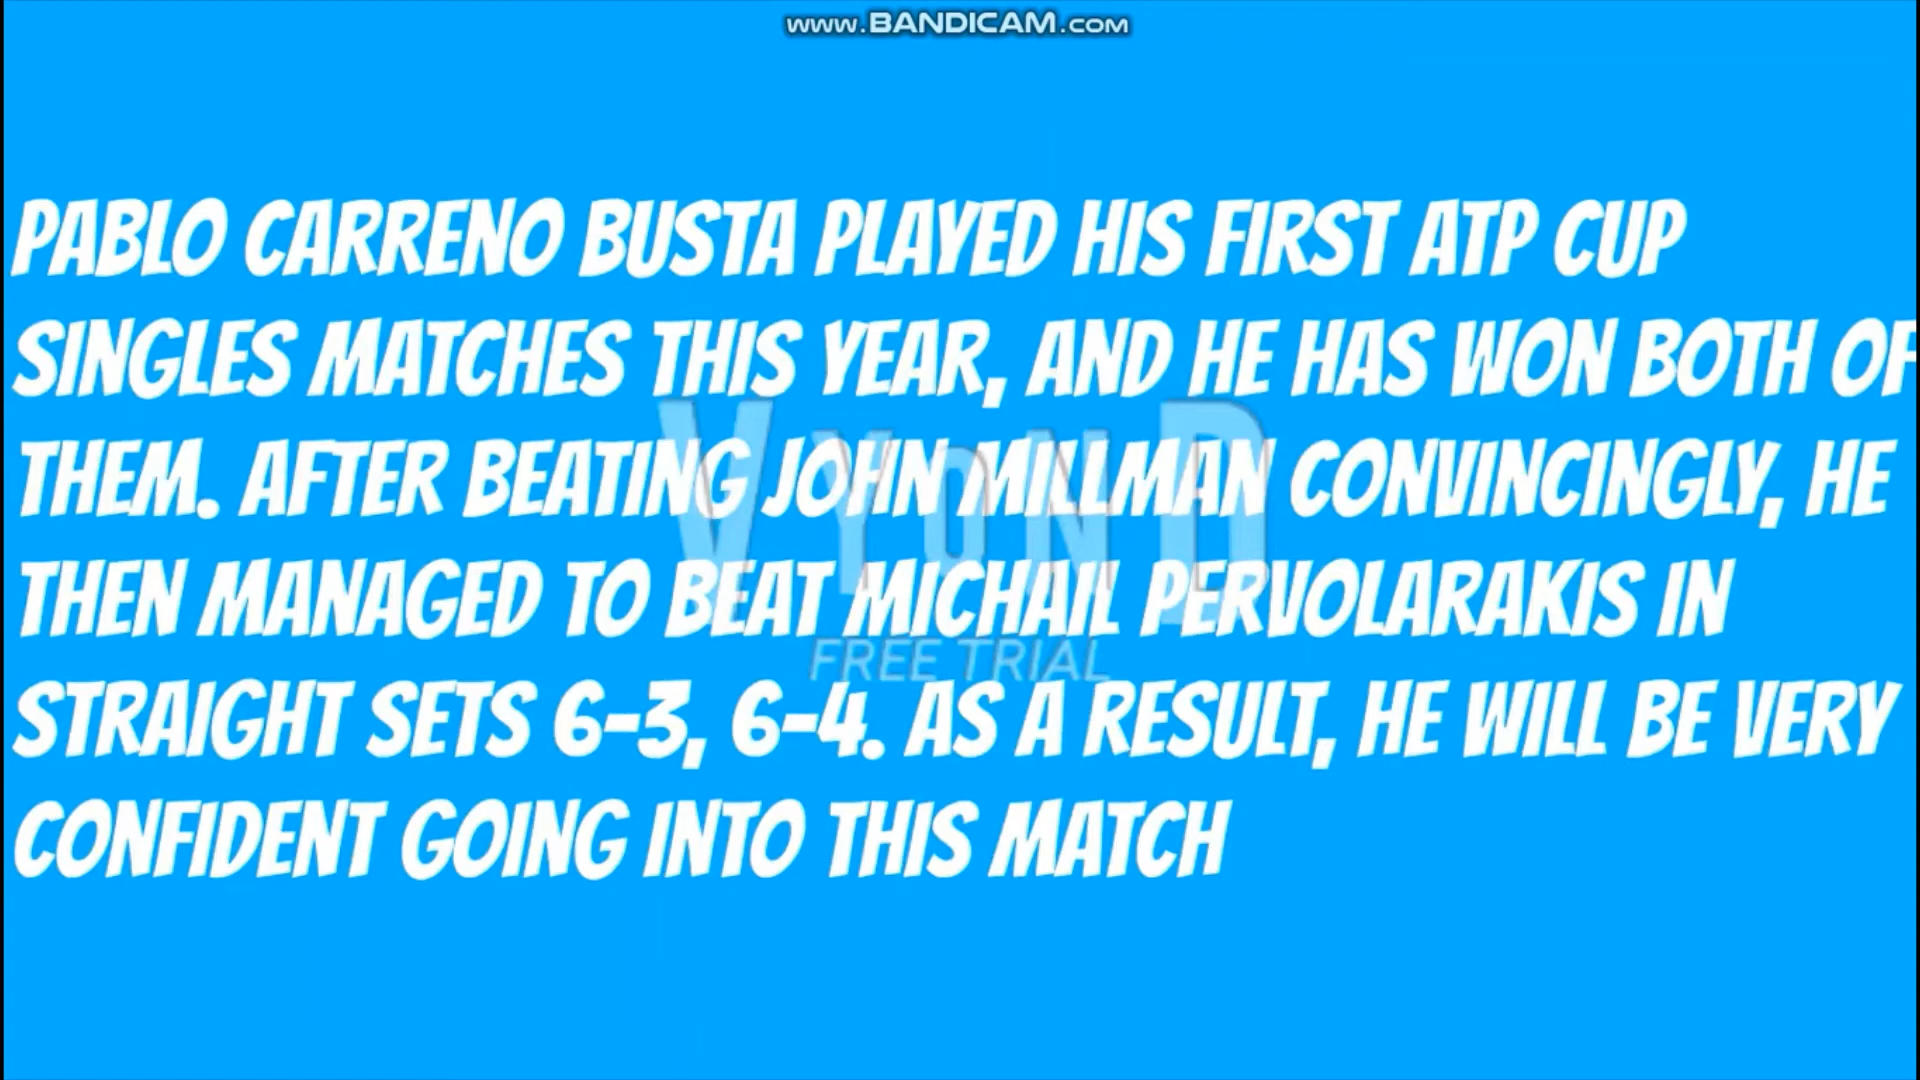 www.BANDICAM.com
PABLO CARRENO BUSTA PLAYED HIS FIRST ATP CUP
SINGLES MATCHES THIS YEAR, AND HE HAS WON BOTH OF
THEM. AFTER BEATING JOHN MILLMAN CONVINCINGLY, HE
THEN MANAGED TO BEAT MICHAIL PERVOLARAKIS IN
STRAIGHT SETS 6-3, 6-4. AS A RESULT, HE WILL BE VERY
CONFIDENT GOING INTO THIS MATCH
VYOND
FREE TRIAL